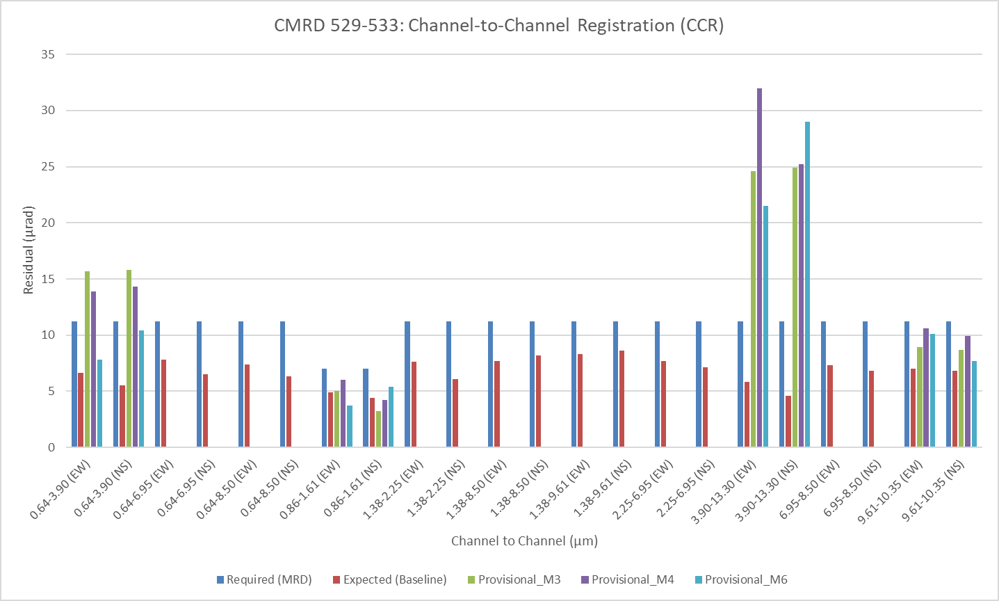 CMRD 529-533: Channel-to-Channel Registration (CCR)
35
30
25
20
15
10
5
0
Residual (µrad)
0.64-3.90 (EW)
0.64-3.90 (NS)
0.64-6.95 (EW)
0.64-6.95 (NS)
0.64-8.50 (EW)
0.64-8.50 (NS)
0.86-1.61 (EW)
0.86-1.61 (NS)
1.38-2.25 (EW)
1.38-2.25 (NS)
1.38-8.50 (EW)
1.38-8.50 (NS)
1.38-9.61 (EW)
1.38-9.61 (NS)
2.25-6.95 (EW)
2.25-6.95 (NS)
3.90-13.30 (EW)
3.90-13.30 (NS)
6.95-8.50 (EW)
6.95-8.50 (NS)
9.61-10.35 (EW)
9.61-10.35 (NS)
Channel to Channel (µm)
Required (MRD) Expected (Baseline) Provisional_M3 Provisional_M4 Provisional_M6